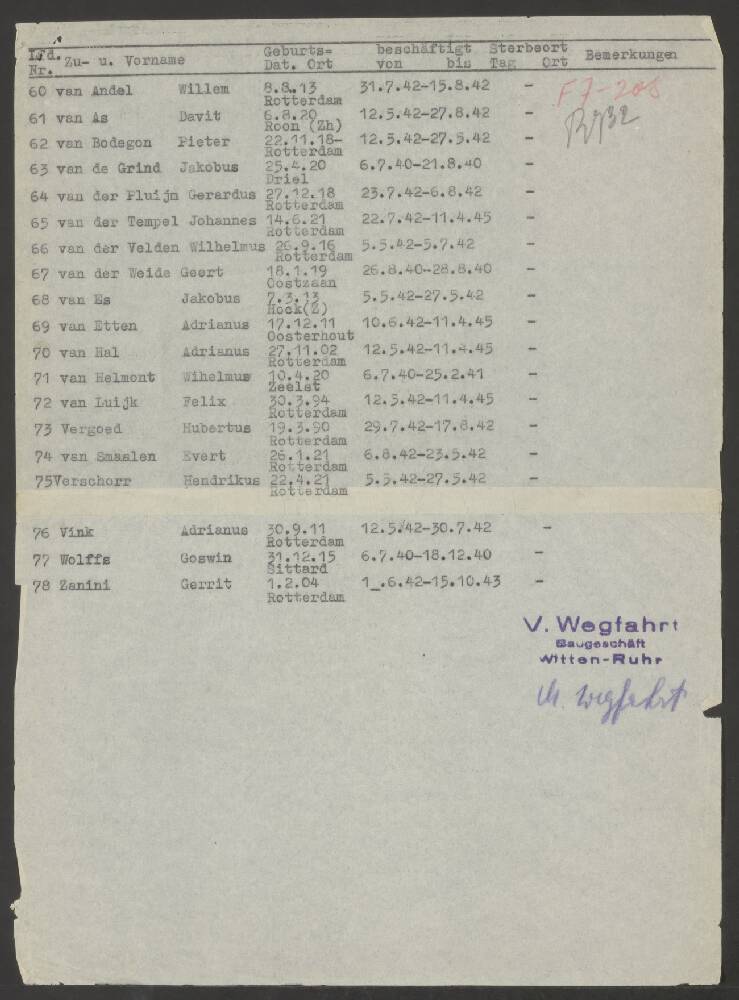 Lfd. Zu- u. Vorname Geburts= beschäftigt Sterbeort Bemerkungen
Nr. Dat. Ort von bis Tag Ort
60 van Andel Willem 8.8.13 31.7.42-15.8.42 -
Rotterdam
61 van As Davit 6.8.20 12.5.42-27.8.42 -
Roon (Zh)
62 van Bodegon Pieter 22.11.18- 12.5.42-27.5.42 -
Rotterdam
63 van de Grind Jakobus 25.4.20 6.7.40-21.8.40 -
Driel
64 van der Pluijm Gerardus 27.12.18 23.7.42-6.8.42 -
Rotterdam
65 van der Tempel Johannes 14.6.21 22.7.42-11.4.45 -
Rotterdam
66 van der Velden Wilhelmus 26.9.16 5.5.42-5.7.42 -
Rotterdam
67 van der Weide Geert 18.1.19 26.8.40-28.8.40 -
Oostzaan
68 van Es Jakobus 7.3.13 5.5.42-27.5.42 -
Hock(Z)
69 van Etten Adrianus 17.12.11 10.6.42-11.4.45 -
Oosterhout
70 van Hal Adrianus 27.11.02 12.5.42-11.4.45 -
Rotterdam
71 van Helmont Wihelmus 10.4.20 6.7.40-25.2.41 -
Zeelst
72 van Luijk Felix 30.3.94 12.5.42-11.4.45 -
Rotterdam
73 Vergoed Hubertus 19.3.90 29.7.42-17.8.42 -
Rotterdam
74 van Smaalen Evert 26.1.21 6.8.42-23.5.42 -
Rotterdam
75Verschorr Hendrikus 22.4.21 5.5.42-27.5.42 -
Rotterdam
76 Vink Adrianus 30.9.11 12.5.42-30.7.42 -
Rotterdam
77 Wolffs Goswin 31.12.15 6.7.40-18.12.40 -
Sittard
78 Zanini Gerrit 1.2.04 1_.6.42-15.10.43 -
Rotterdam
F7-208
V. Wegfahrt
Baugeschäft
Witten-Ruhr
Wegfahrt